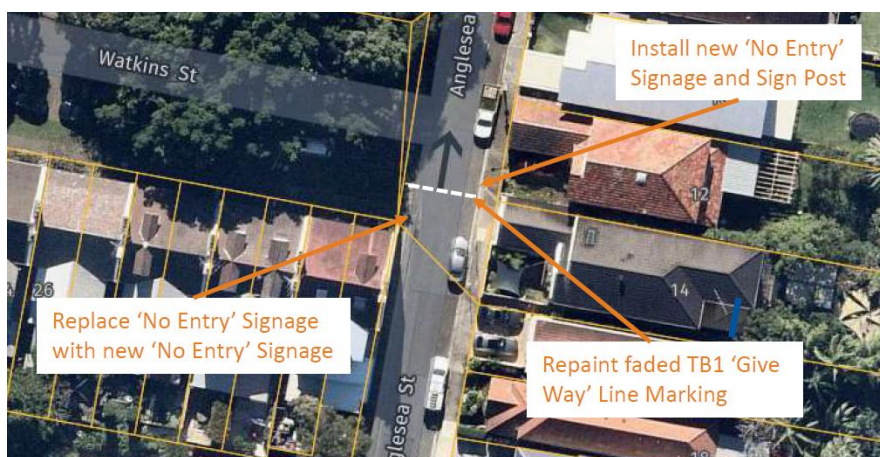 Install new ‘No Entry’
Signage and Sign Post
Watkins St
Anglesea
12
14
26
Replace ‘No Entry’ Signage
with new ‘No Entry’ Signage
Repaint faded TB1 ‘Give
Way’ Line Marking
glesea St